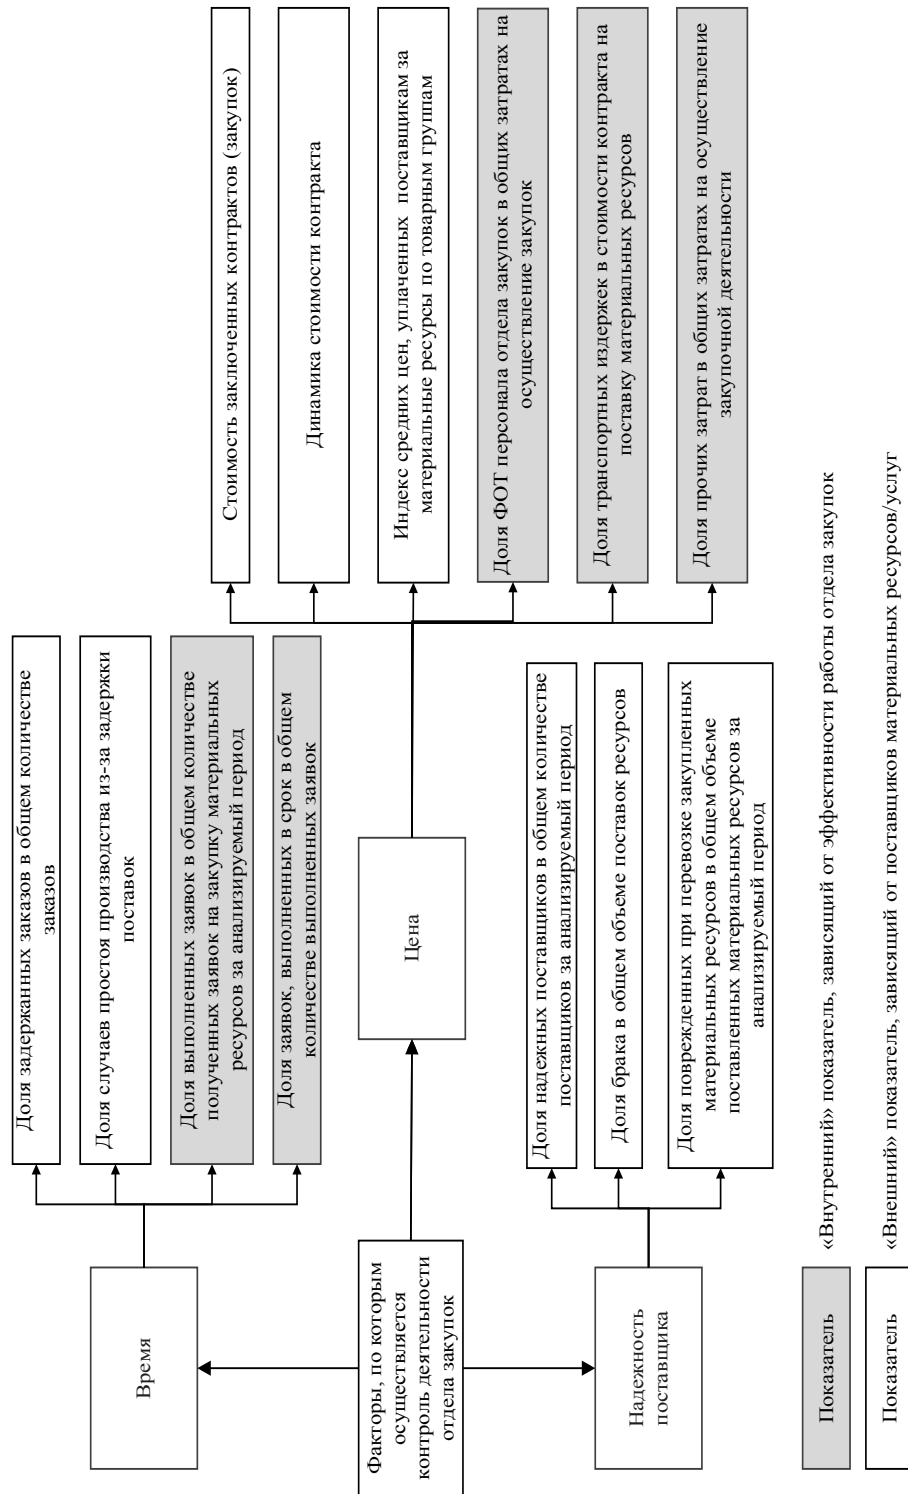 Факторы, по которым
осуществляется
контроль деятельности
отдела закупок
Время
Доля задержанных заказов в общем количестве
заказов
Доля случаев простоя производства из-за задержки
поставок
Доля выполненных заявок в общем количестве
полученных заявок на закупку материальных
ресурсов за анализируемый период
Доля заявок, выполненных в срок в общем
количестве выполненных заявок
Цена
Стоимость заключенных контрактов (закупок)
Динамика стоимости контракта
Индекс средних цен, уплаченных поставщикам за
материальные ресурсы по товарным группам
Доля ФОТ персонала отдела закупок в общих затратах на
осуществление закупок
Доля транспортных издержек в стоимости контракта на
поставку материальных ресурсов
Доля прочих затрат в общих затратах на осуществление
закупочной деятельности
Надежность
поставщика
Доля надежных поставщиков в общем количестве
поставщиков за анализируемый период
Доля брака в общем объеме поставок ресурсов
Доля поврежденных при перевозке закупленных
материальных ресурсов в общем объеме
поставленных материальных ресурсов за
анализируемый период
Показатель
«Внутренний» показатель, зависящий от эффективности работы отдела закупок
Показатель
«Внешний» показатель, зависящий от поставщиков материальных ресурсов/услуг